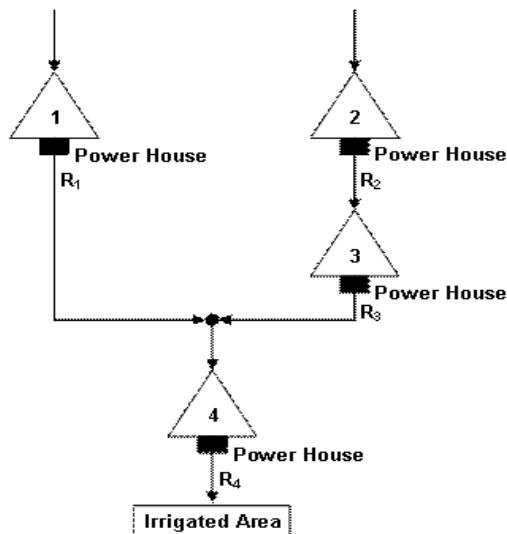 1
Power House
R₁
2
Power House
R₂
3
Power House
R₃
4
Power House
R₄
Irrigated Area